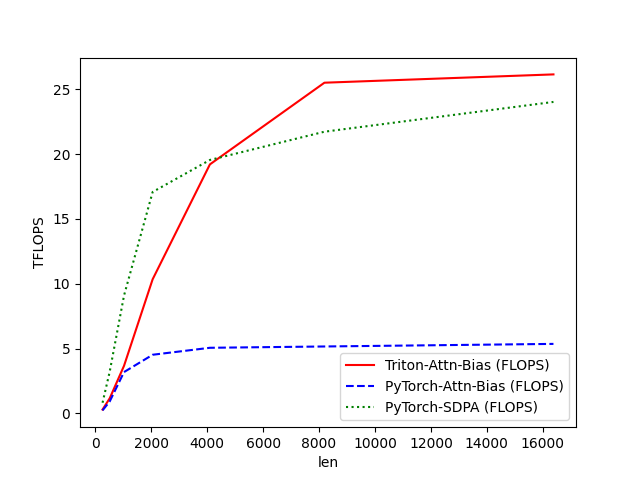 25
20
15
10
5
0
TFLOPS
Triton-Attn-Bias (FLOPS)
PyTorch-Attn-Bias (FLOPS)
PyTorch-SDPA (FLOPS)
0 2000 4000 6000 8000 10000 12000 14000 16000
len